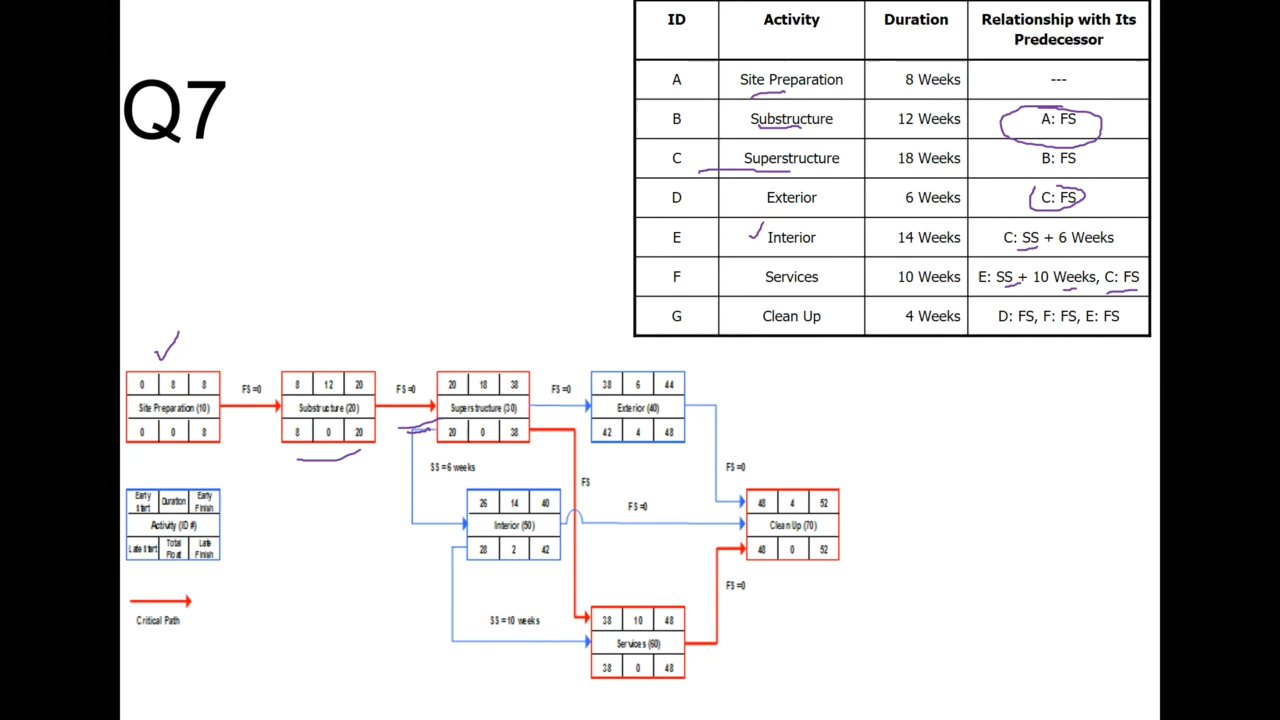 Q7
ID Activity Duration Relationship with Its
Predecessor
A Site Preparation 8 Weeks ---
B Substructure 12 Weeks A: FS
C Superstructure 18 Weeks B: FS
D Exterior 6 Weeks C: FS
E Interior 14 Weeks C: SS + 6 Weeks
F Services 10 Weeks E: SS + 10 Weeks, C: FS
G Clean Up 4 Weeks D: FS, F: FS, E: FS
0 8 8
Site Preparation (10)
0 0 8
FS =0
8 12 20
Substructure (20)
8 0 20
FS =0
20 18 38
Superstructure (30)
20 0 38
FS =0
38 6 44
Exterior (40)
42 4 48
SS = 6 weeks
FS
FS =0
Early Start Duration Early Finish
Activity (ID #)
Late Start Total Float Late Finish
26 14 40
Interior (50)
28 2 42
FS =0
48 4 52
Clean Up (70)
48 0 52
FS =0
Critical Path
SS = 10 weeks
38 10 48
Services (60)
38 0 48